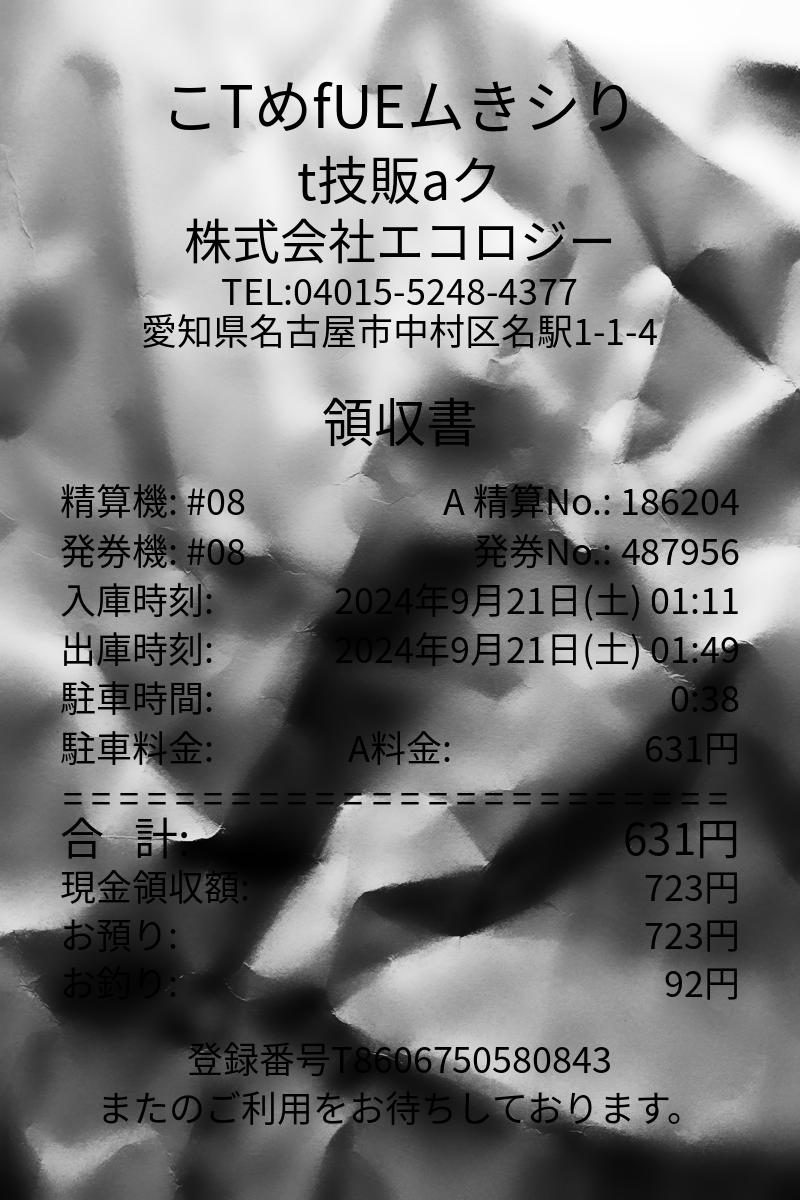 こTめfUEムきシり
t技販aク
株式会社エコロジー
TEL:04015-5248-4377
愛知県名古屋市中村区名駅1-1-4
領収書
精算機: #08 A 精算No.: 186204
発券機: #08 発券No.: 487956
入庫時刻: 2024年9月21日(土) 01:11
出庫時刻: 2024年9月21日(土) 01:49
駐車時間: 0:38
駐車料金: A料金: 631円
========================
合 計: 631円
現金領収額: 723円
お預り: 723円
お釣り: 92円
登録番号T8606750580843
またのご利用をお待ちしております。